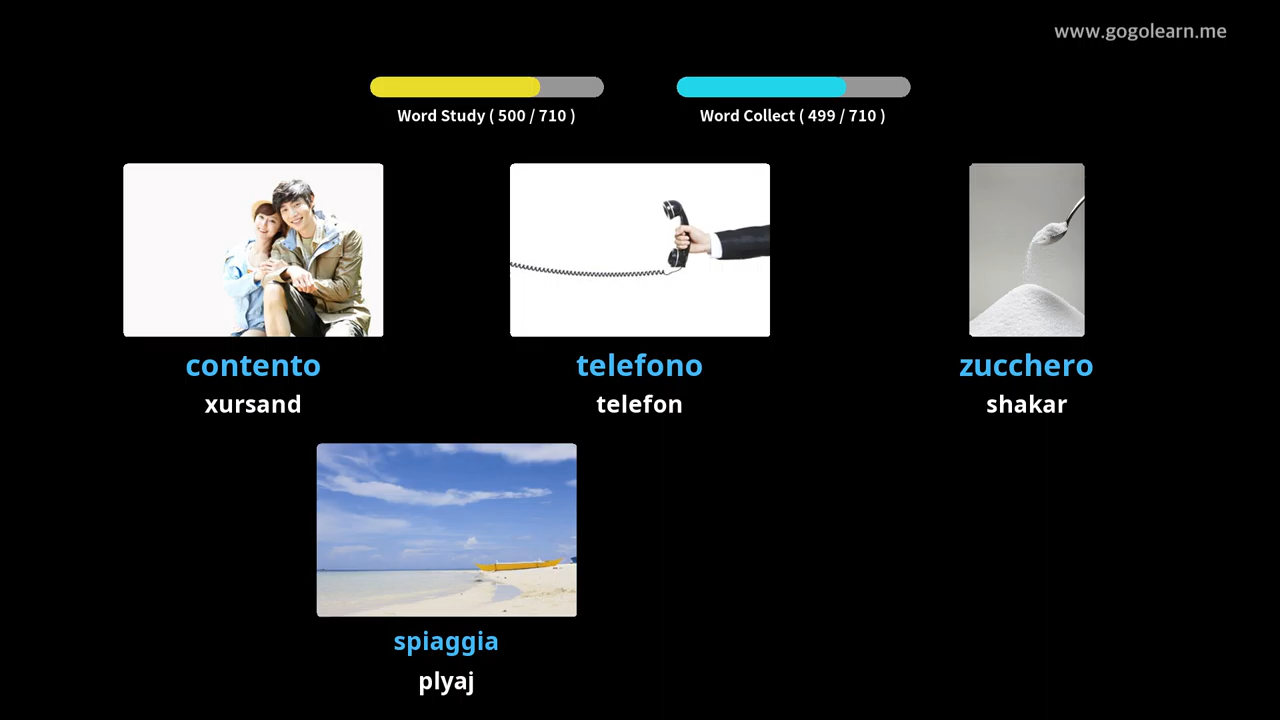 www.gogolearn.me
Word Study ( 500 / 710 )
Word Collect ( 499 / 710 )
contento
xursand
telefono
telefon
zucchero
shakar
spiaggia
plyaj